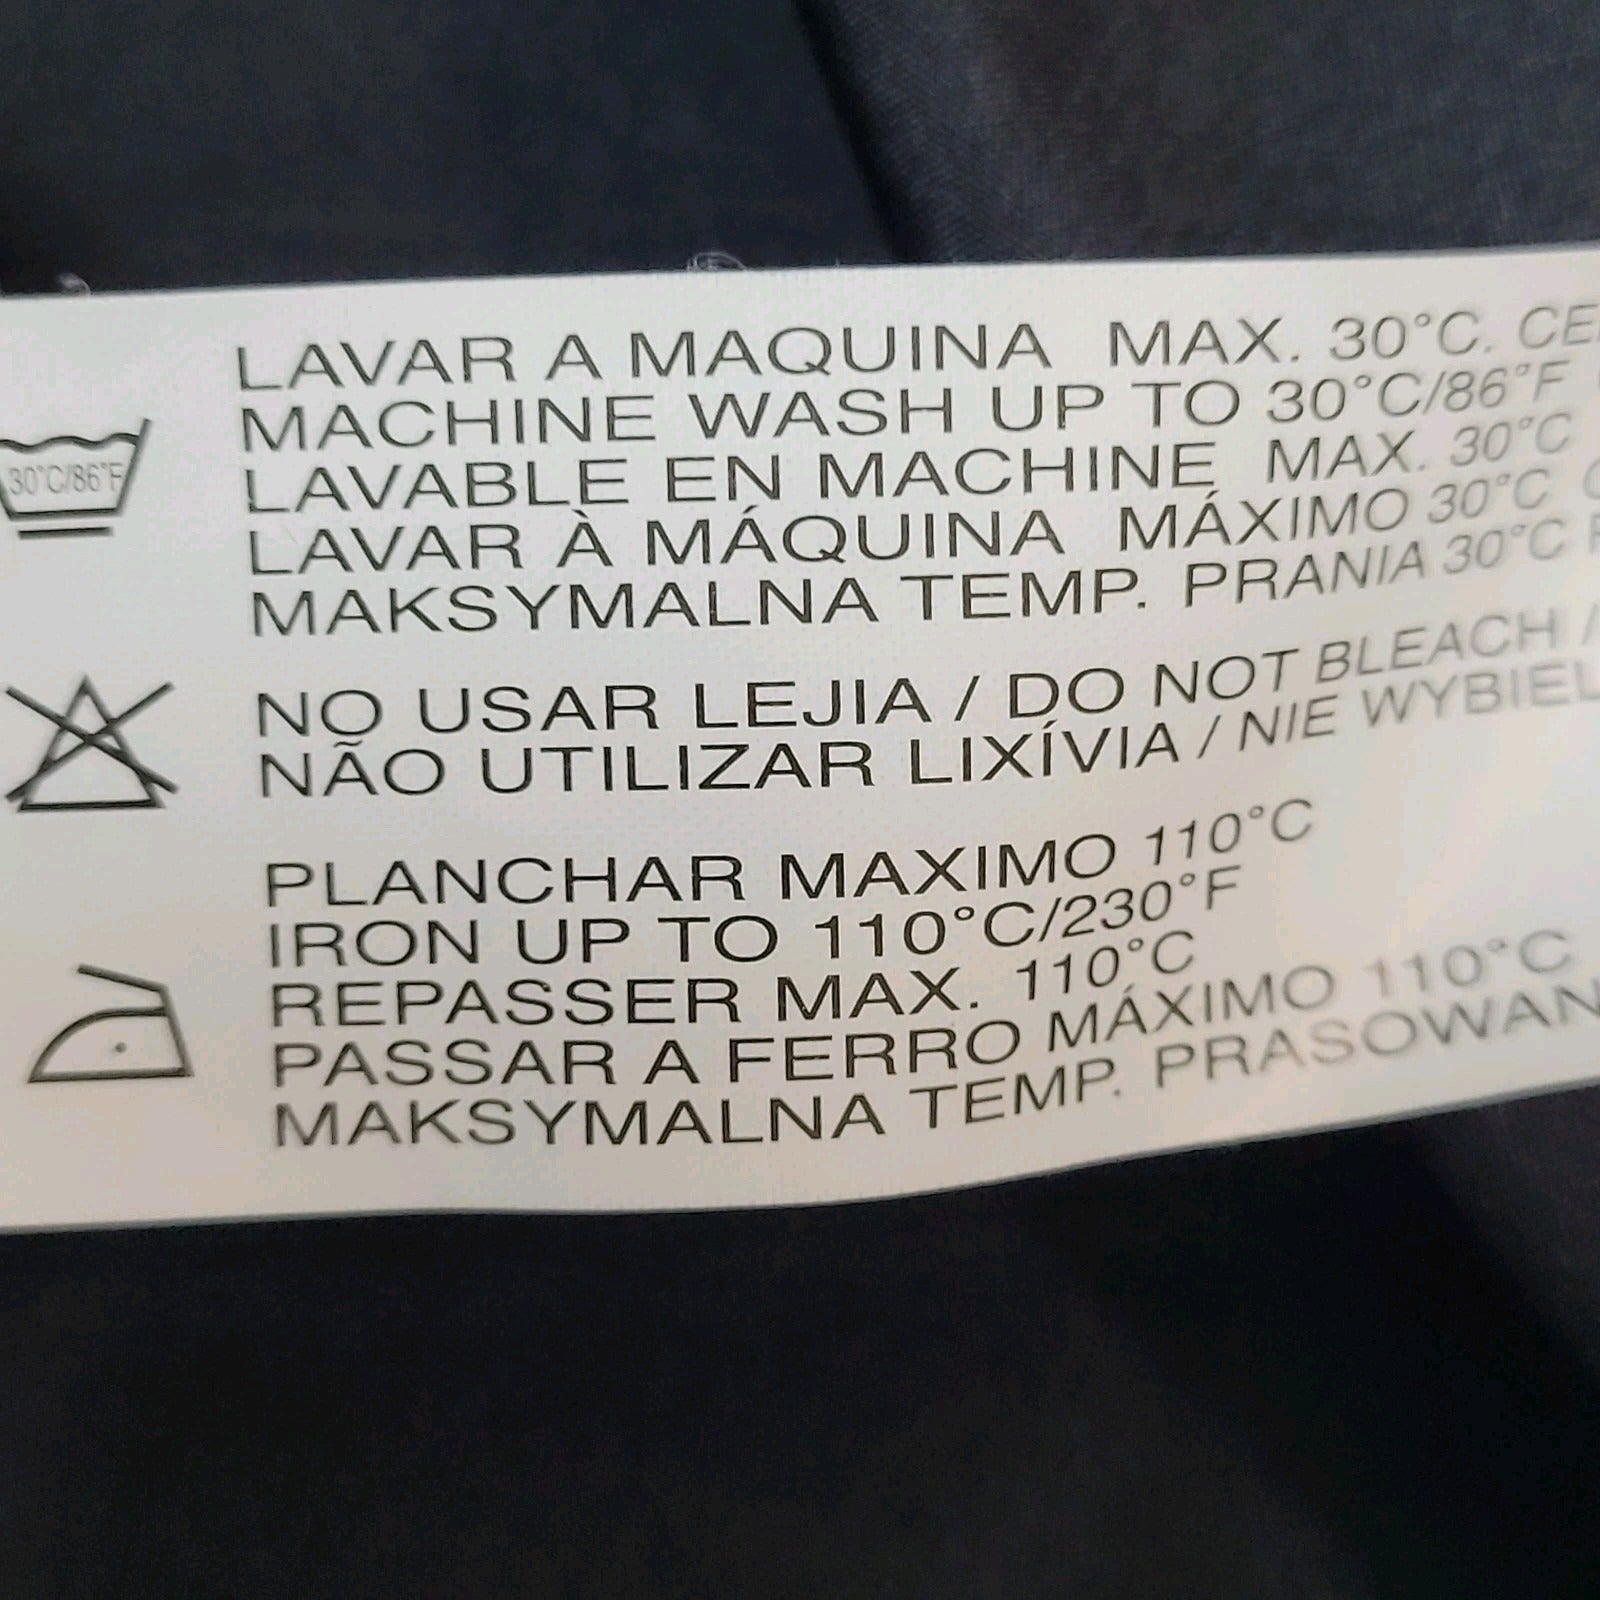 LAVAR A MAQUINA MAX. 30°C.
MACHINE WASH UP TO 30°C/86°F
30°C/86°F
LAVABLE EN MACHINE MAX. 30°C
LAVAR À MÁQUINA MÁXIMO 30°C
MAKSYMALNA TEMP. PRANIA 30°C
NO USAR LEJIA / DO NOT BLEACH /
NÃO UTILIZAR LIXÍVIA / NIE
PLANCHAR MAXIMO 110°C
IRON UP TO 110°C/230°F
REPASSER MAX. 110°C
PASSAR A FERRO MÁXIMO 110°C
MAKSYMALNA TEMP.